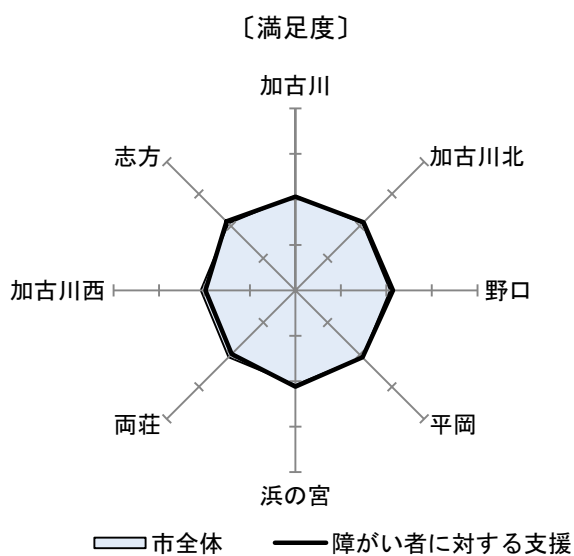 〔満足度〕
加古川
志方
加古川北
加古川西
野口
両荘
平岡
浜の宮
市全体
障がい者に対する支援